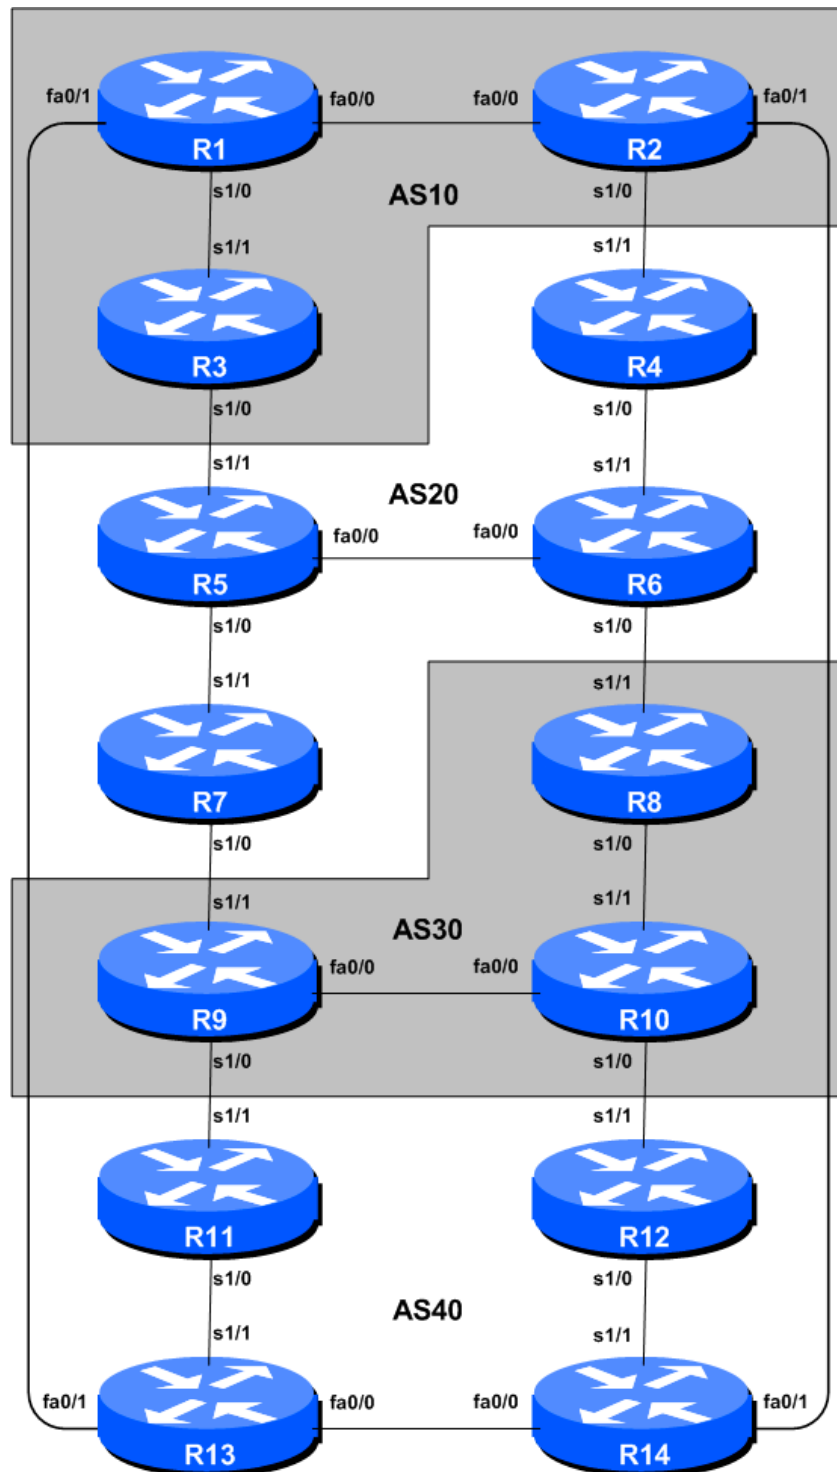 fa0/1 fa0/0 fa0/0 fa0/1
R1 R2
s1/0 AS10 s1/0
s1/1 s1/1
R3 R4
s1/0 s1/0
s1/1 AS20 s1/1
fa0/0 fa0/0
R5 R6
s1/0 s1/0
s1/1 s1/1
R7 R8
s1/0 s1/0
s1/1 AS30 s1/1
fa0/0 fa0/0
R9 R10
s1/0 s1/0
s1/1 s1/1
R11 R12
s1/0 s1/0
AS40
s1/1 s1/1
fa0/1 fa0/0 fa0/0 fa0/1
R13 R14